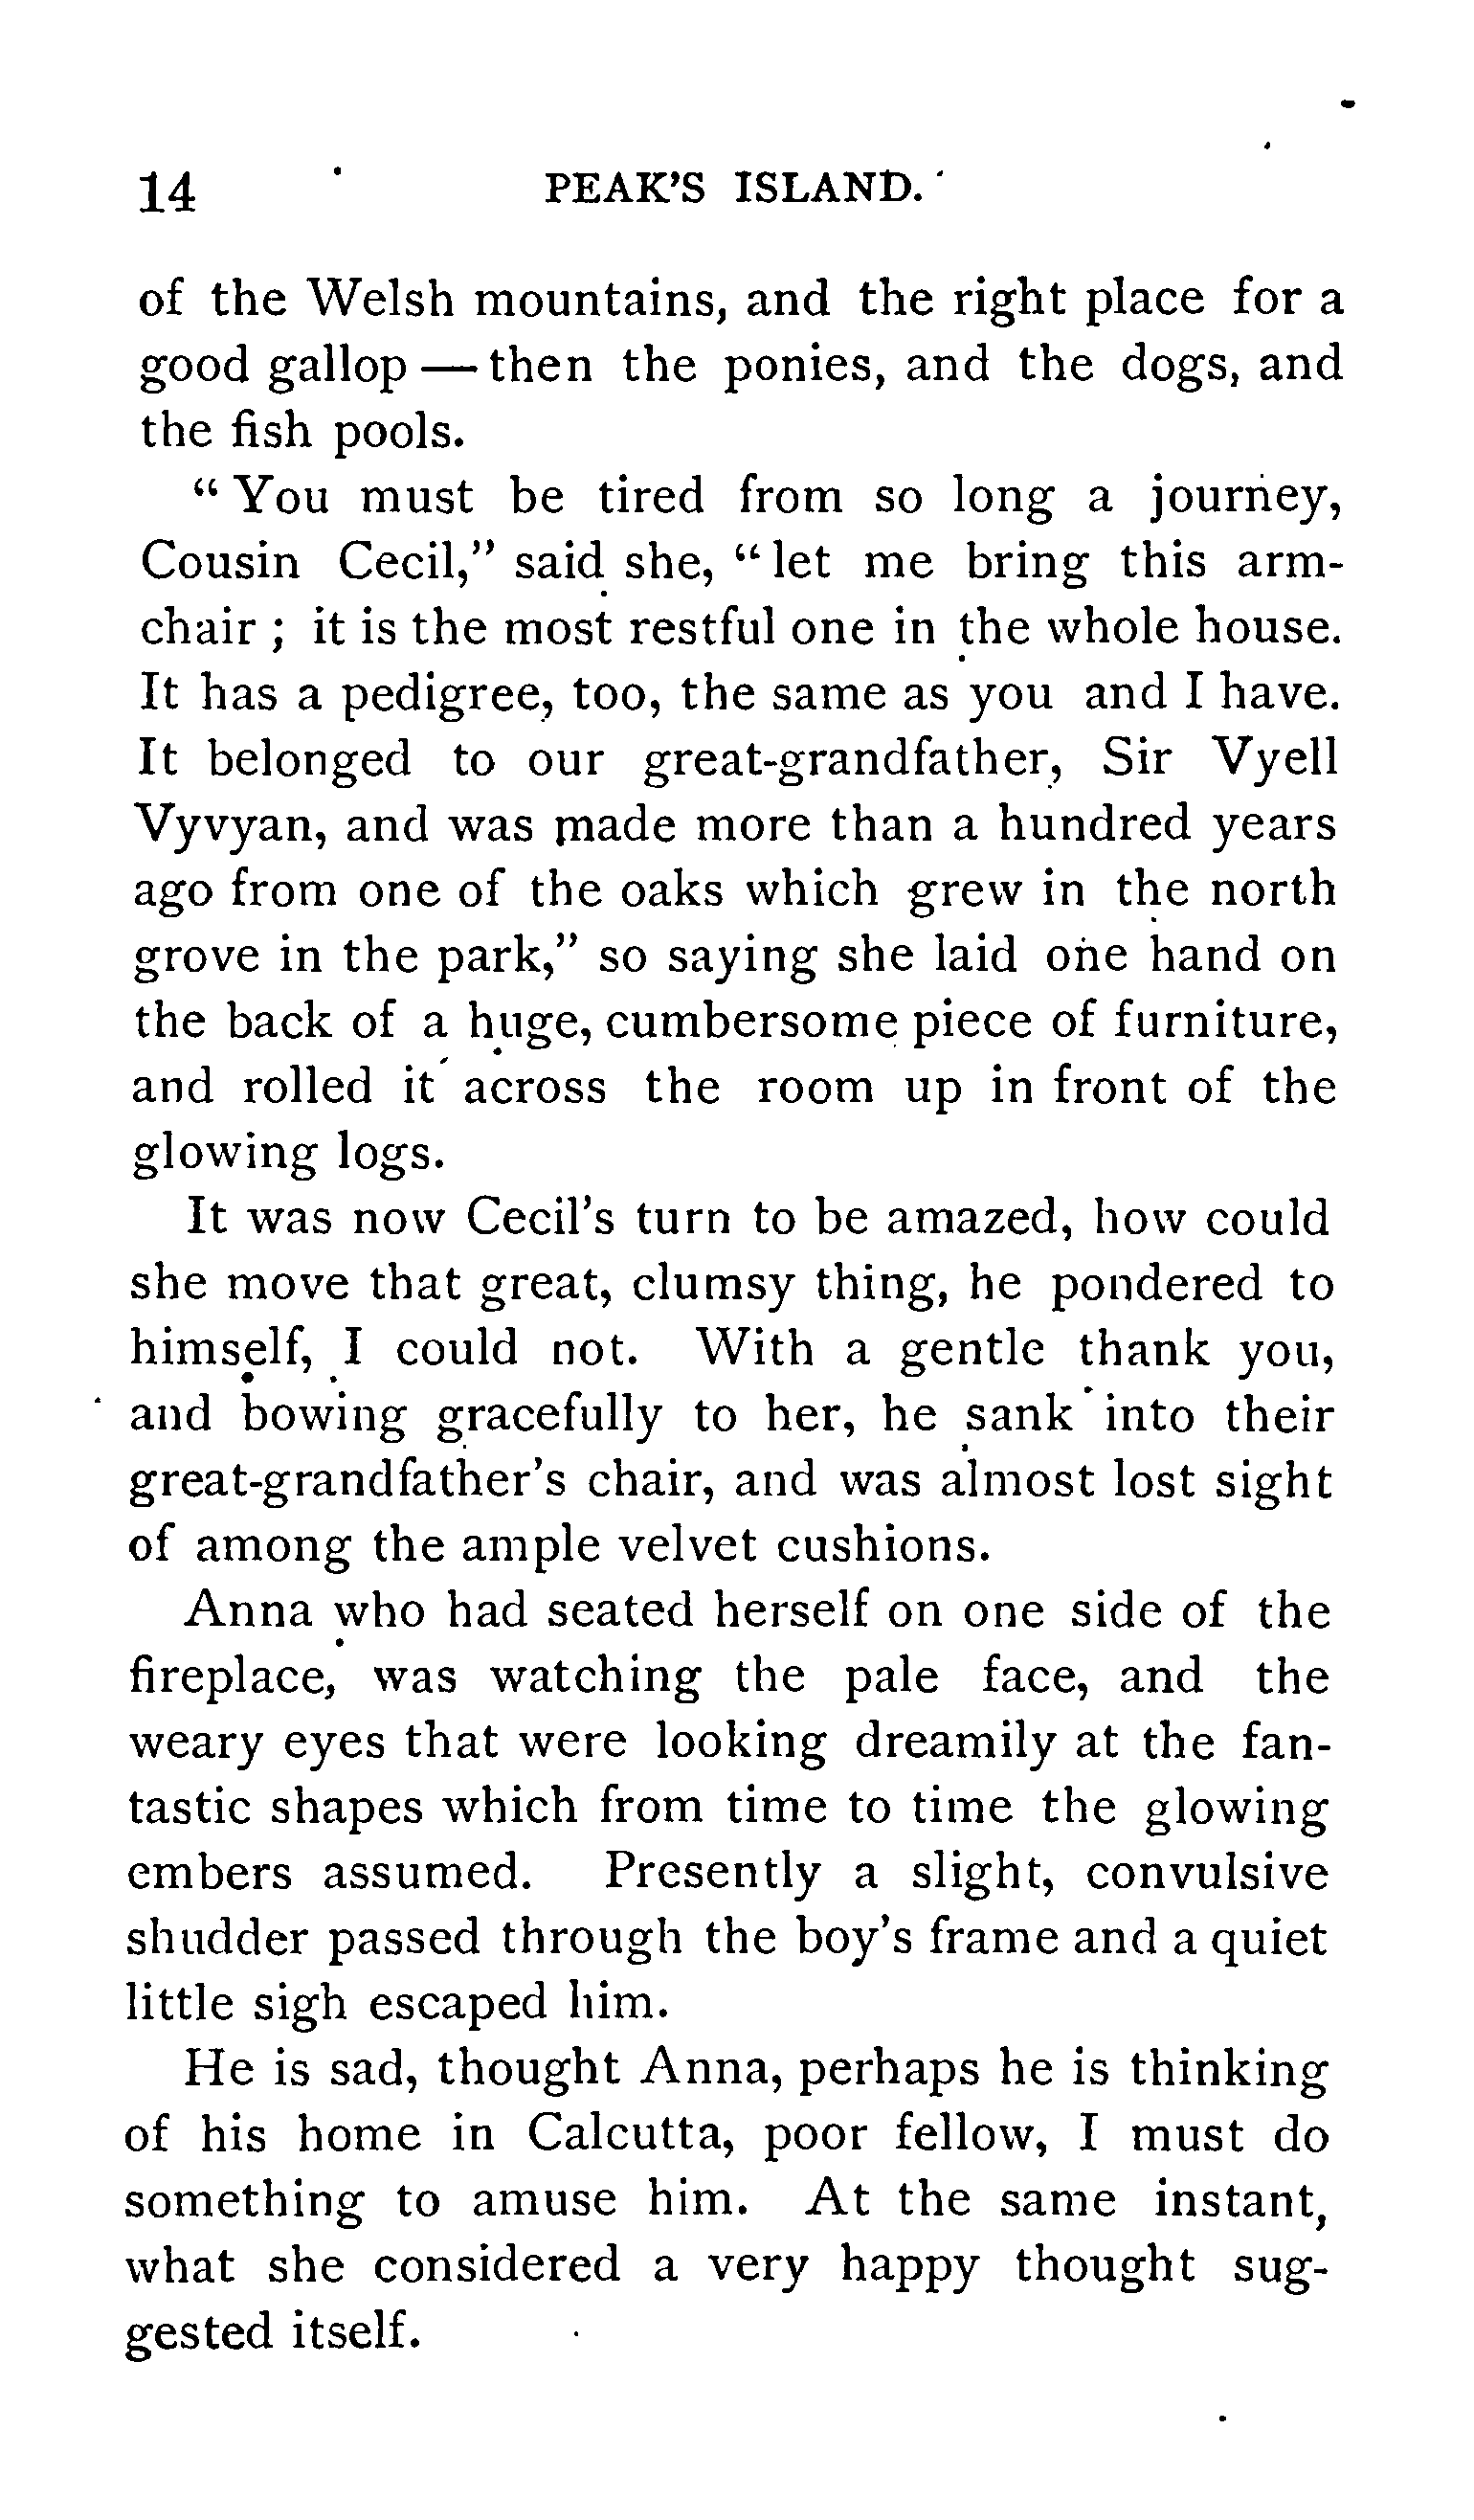 14 PEAK'S ISLAND.
of the Welsh mountains, and the right place for a
good gallop — then the ponies, and the dogs, and
the fish pools.
“ You must be tired from so long a journey,
Cousin Cecil,” said she, “ let me bring this arm-
chair ; it is the most restful one in the whole house.
It has a pedigree, too, the same as you and I have.
It belonged to our great-grandfather, Sir Vyell
Vyvyan, and was made more than a hundred years
ago from one of the oaks which grew in the north
grove in the park,” so saying she laid one hand on
the back of a huge, cumbersome piece of furniture,
and rolled it across the room up in front of the
glowing logs.
It was now Cecil's turn to be amazed, how could
she move that great, clumsy thing, he pondered to
himself, I could not. With a gentle thank you,
and bowing gracefully to her, he sank into their
great-grandfather's chair, and was almost lost sight
of among the ample velvet cushions.
Anna who had seated herself on one side of the
fireplace, was watching the pale face, and the
weary eyes that were looking dreamily at the fan-
tastic shapes which from time to time the glowing
embers assumed. Presently a slight, convulsive
shudder passed through the boy's frame and a quiet
little sigh escaped him.
He is sad, thought Anna, perhaps he is thinking
of his home in Calcutta, poor fellow, I must do
something to amuse him. At the same instant,
what she considered a very happy thought sug-
gested itself.